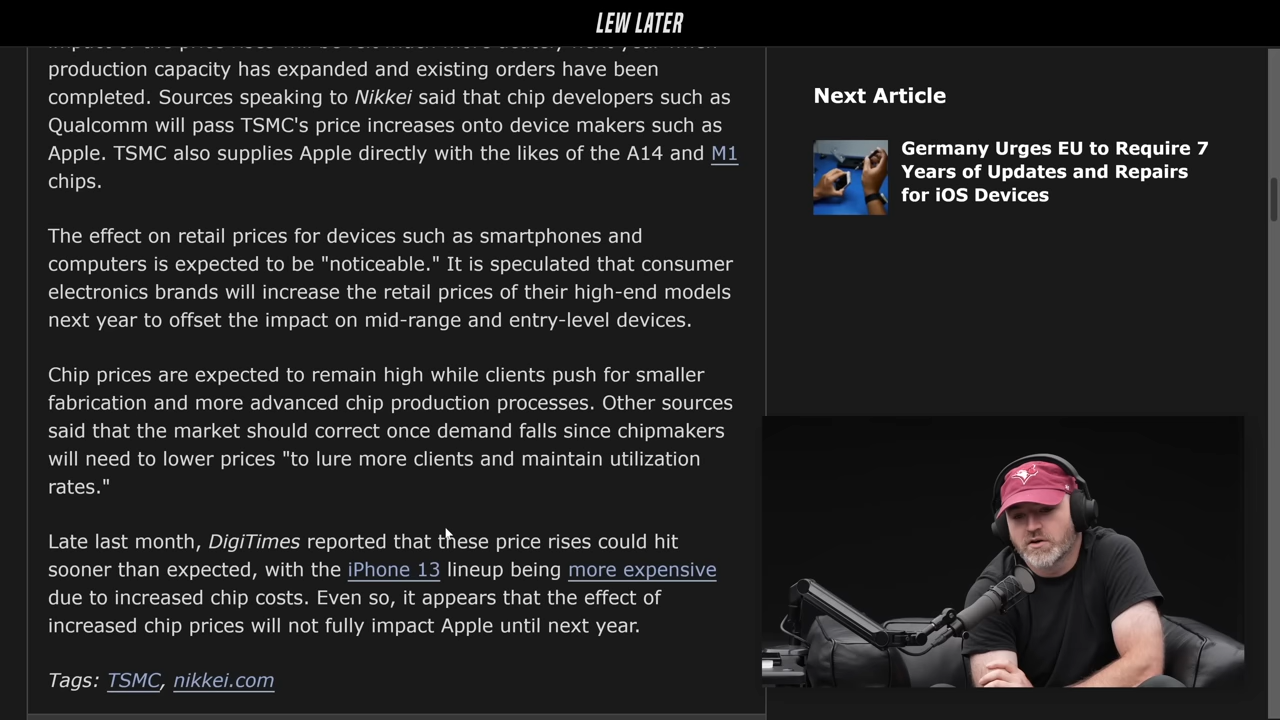 LEW LATER
production capacity has expanded and existing orders have been
completed. Sources speaking to Nikkei said that chip developers such as
Qualcomm will pass TSMC's price increases onto device makers such as
Apple. TSMC also supplies Apple directly with the likes of the A14 and M1
chips.
The effect on retail prices for devices such as smartphones and
computers is expected to be "noticeable." It is speculated that consumer
electronics brands will increase the retail prices of their high-end models
next year to offset the impact on mid-range and entry-level devices.
Chip prices are expected to remain high while clients push for smaller
fabrication and more advanced chip production processes. Other sources
said that the market should correct once demand falls since chipmakers
will need to lower prices "to lure more clients and maintain utilization
rates."
Late last month, DigiTimes reported that these price rises could hit
sooner than expected, with the iPhone 13 lineup being more expensive
due to increased chip costs. Even so, it appears that the effect of
increased chip prices will not fully impact Apple until next year.
Tags: TSMC, nikkei.com
Next Article
Germany Urges EU to Require 7
Years of Updates and Repairs
for iOS Devices